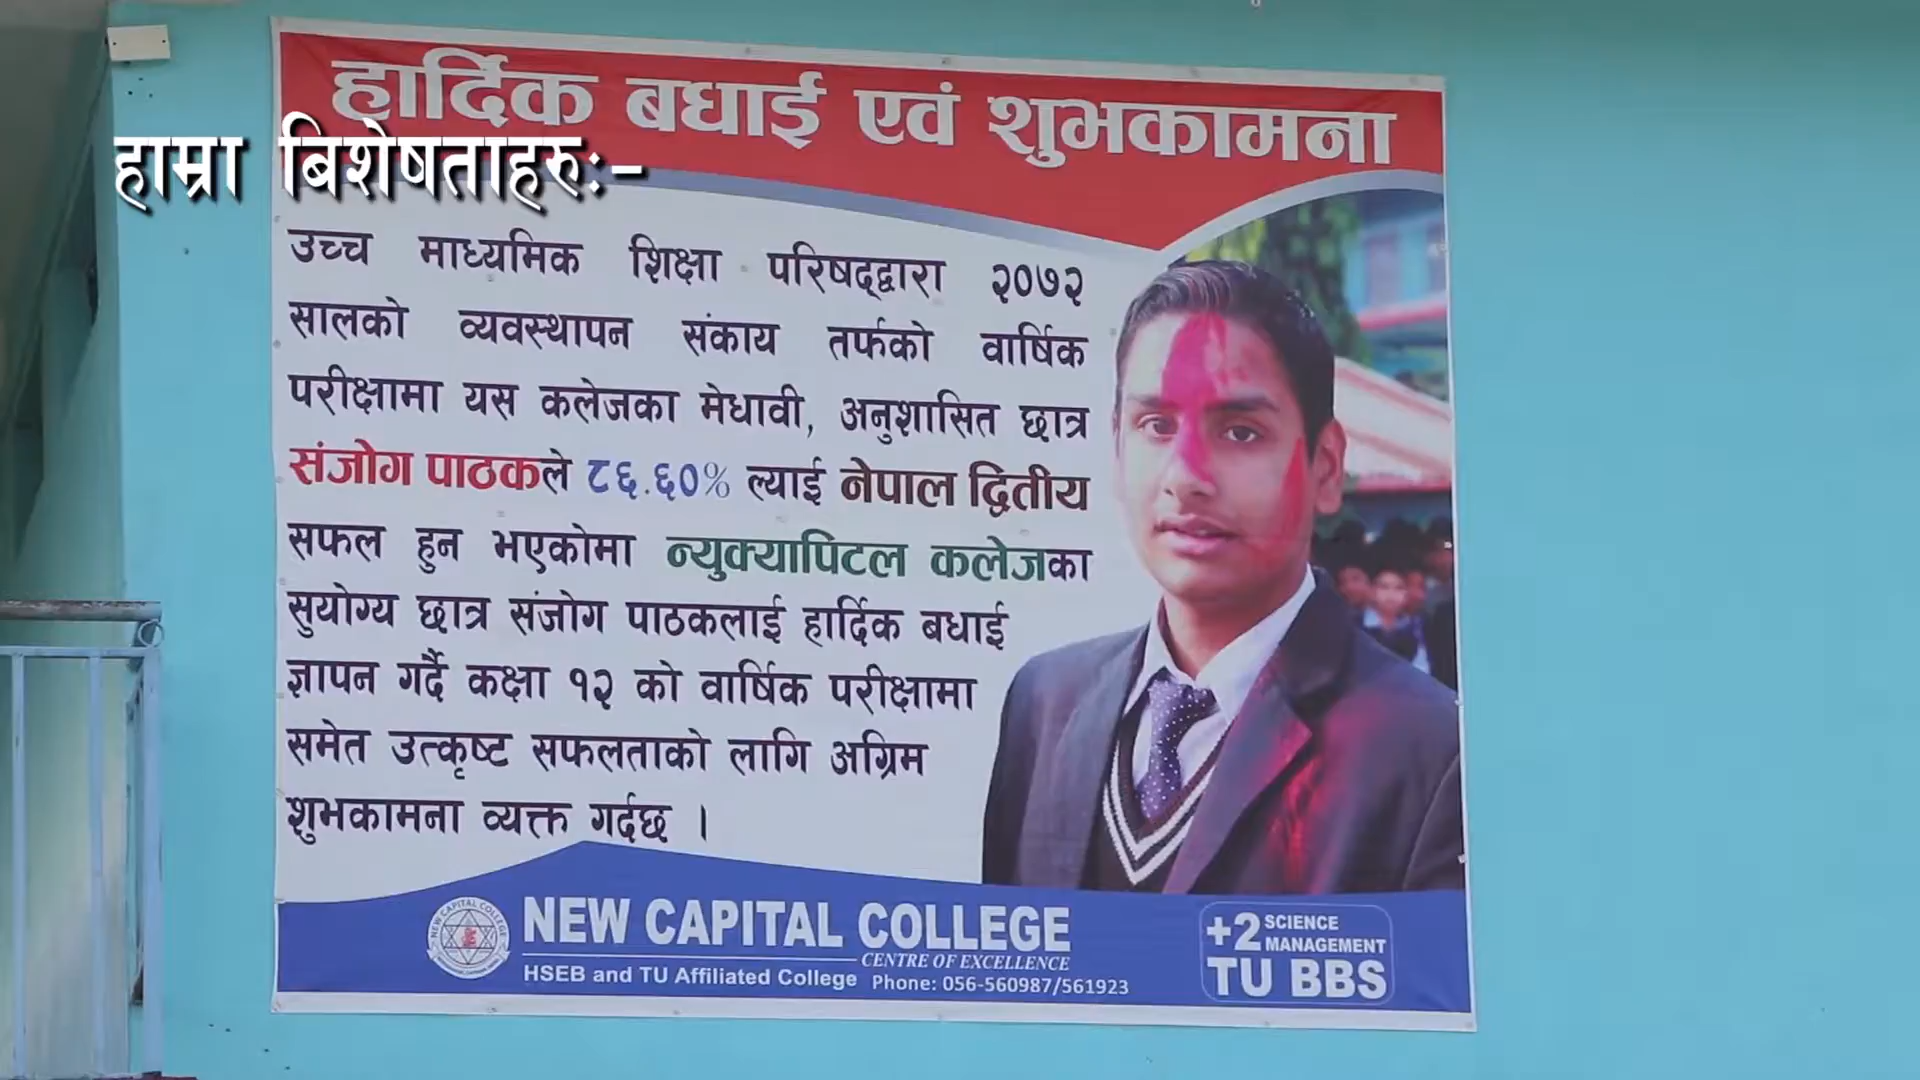 हार्दिक बधाई एवं शुभकामना
हाम्रा बिशेषताहरुः-
उच्च माध्यमिक शिक्षा परिषद्द्वारा २०७२
सालको व्यवस्थापन संकाय तर्फको वार्षिक
परीक्षामा यस कलेजका मेधावी, अनुशासित छात्र
संजोग पाठकले ८६.६०% ल्याई नेपाल द्वितीय
सफल हुन भएकोमा न्युक्यापिटल कलेजका
सुयोग्य छात्र संजोग पाठकलाई हार्दिक बधाई
ज्ञापन गर्दै कक्षा १२ को वार्षिक परीक्षामा
समेत उत्कृष्ट सफलताको लागि अग्रिम
शुभकामना व्यक्त गर्दछ ।
NEW CAPITAL COLLEGE
CENTRE OF EXCELLENCE
HSEB and TU Affiliated College Phone: 056-560987/561923
+2 SCIENCE
MANAGEMENT
TU BBS
NEW CAPITAL COLLEGE